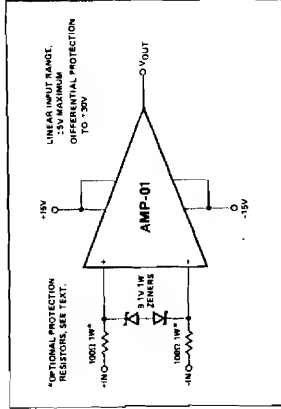 *OPTIONAL PROTECTION
RESISTORS, SEE TEXT.
LINEAR INPUT RANGE,
±5V MAXIMUM
DIFFERENTIAL PROTECTION
TO ±30V
+15V
100Ω 1W*
+IN
9.1V 1W
ZENERS
100Ω 1W*
-IN
+
-
AMP-01
VOUT
-15V